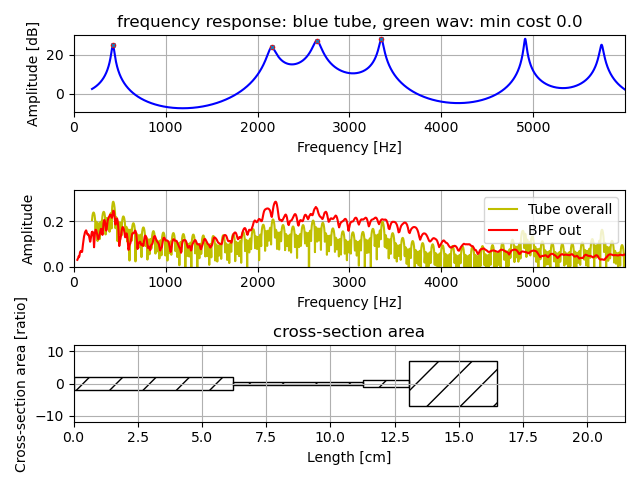 frequency response: blue tube, green wav: min cost 0.0
Amplitude [dB]
20
0
0
1000
2000
3000
4000
5000
Frequency [Hz]
Amplitude
0.2
0.0
Tube overall
BPF out
0
1000
2000
3000
4000
5000
Frequency [Hz]
cross-section area
Cross-section area [ratio]
10
0
−10
0.0
2.5
5.0
7.5
10.0
12.5
15.0
17.5
20.0
Length [cm]